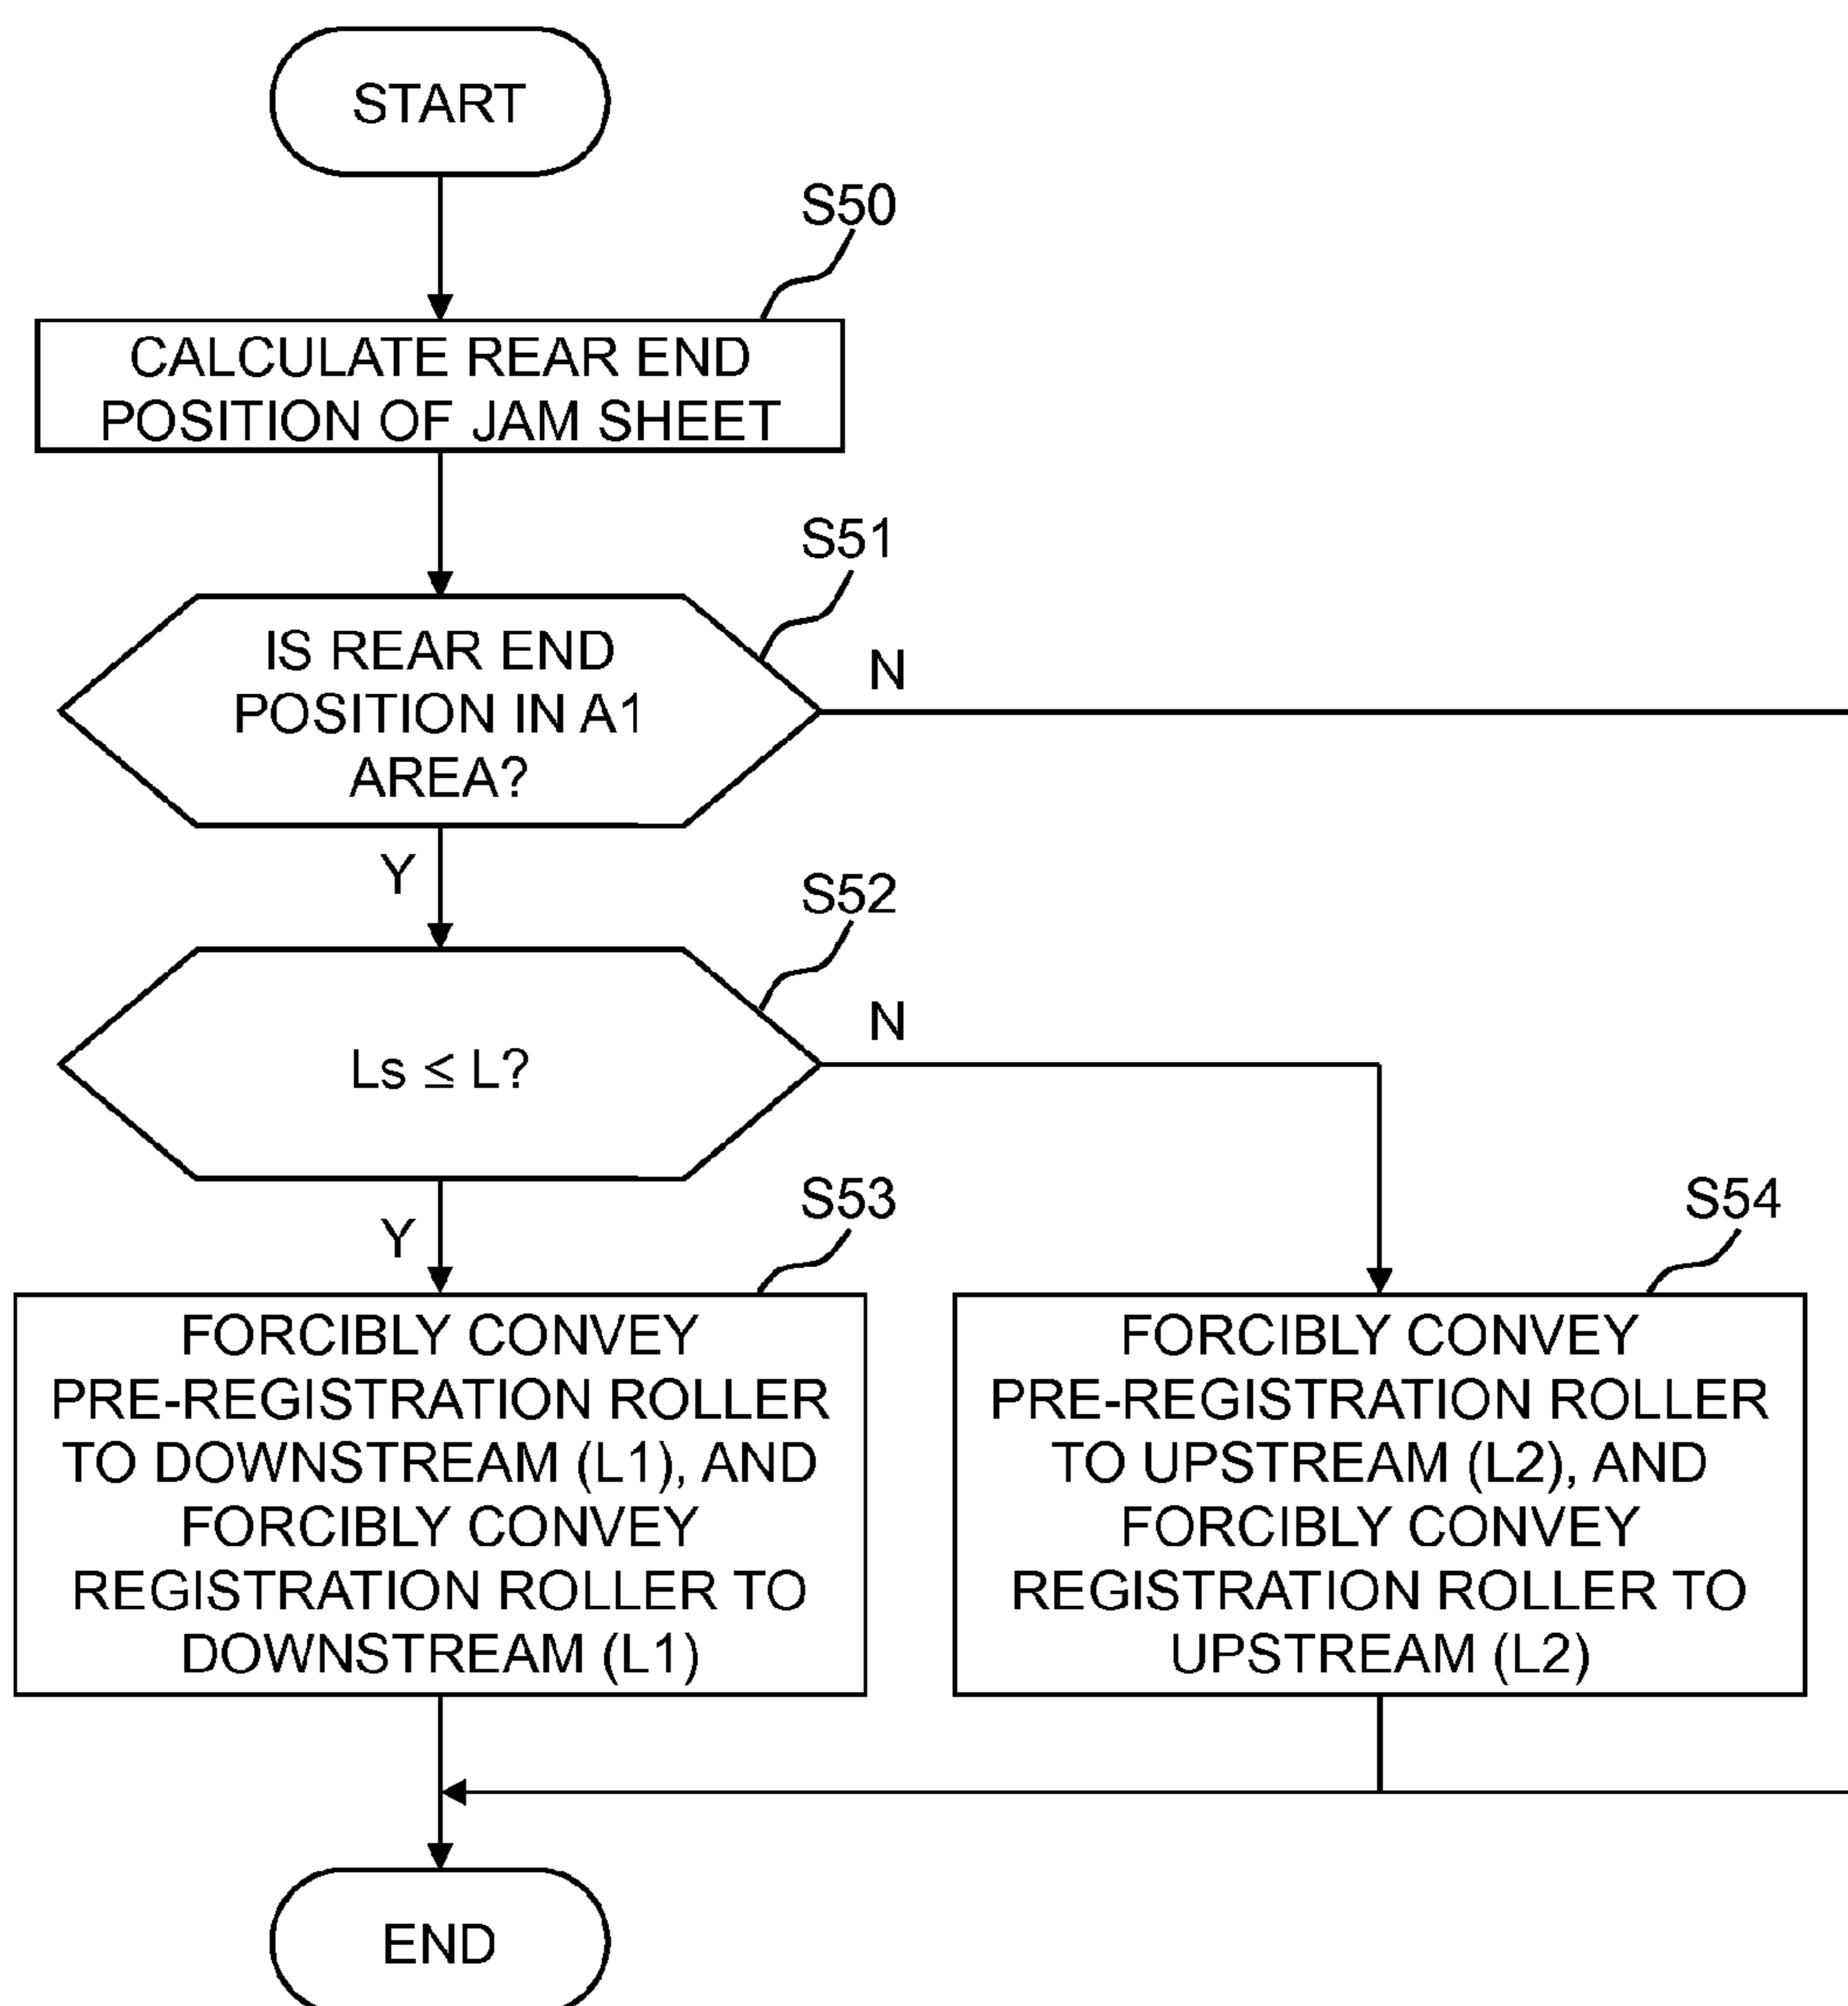 START
S50
CALCULATE REAR END
POSITION OF JAM SHEET
S51
IS REAR END
POSITION IN A1
AREA?
N
Y
S52
Ls ≤ L?
N
Y
S53
FORCIBLY CONVEY
PRE-REGISTRATION ROLLER
TO DOWNSTREAM (L1), AND
FORCIBLY CONVEY
REGISTRATION ROLLER TO
DOWNSTREAM (L1)
S54
FORCIBLY CONVEY
PRE-REGISTRATION ROLLER
TO UPSTREAM (L2), AND
FORCIBLY CONVEY
REGISTRATION ROLLER TO
UPSTREAM (L2)
END